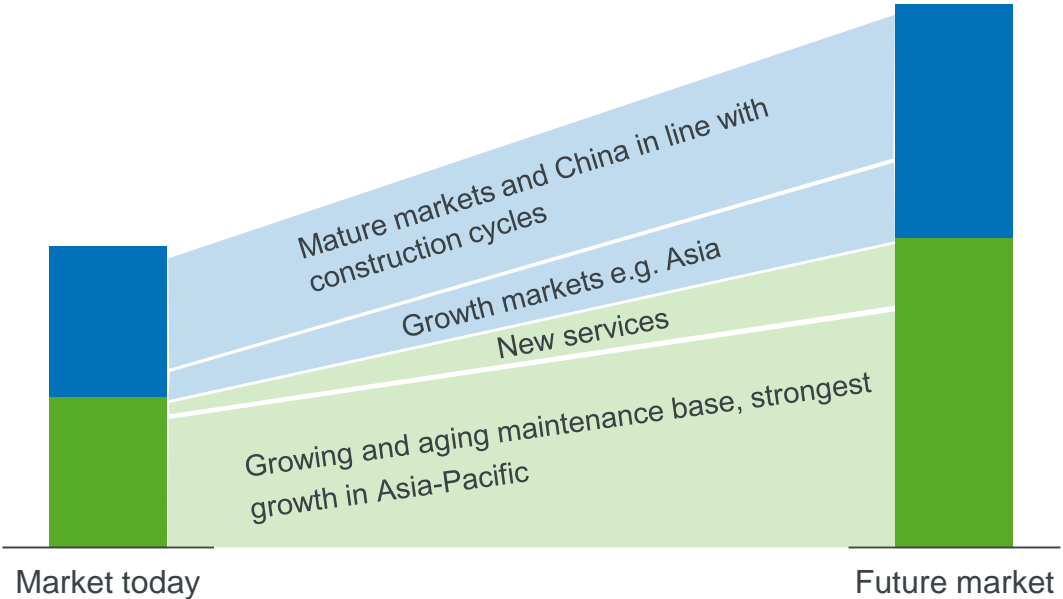 Mature markets and China in line with
construction cycles
Growth markets e.g. Asia
New services
Growing and aging maintenance base, strongest
growth in Asia-Pacific
Market today
Future market